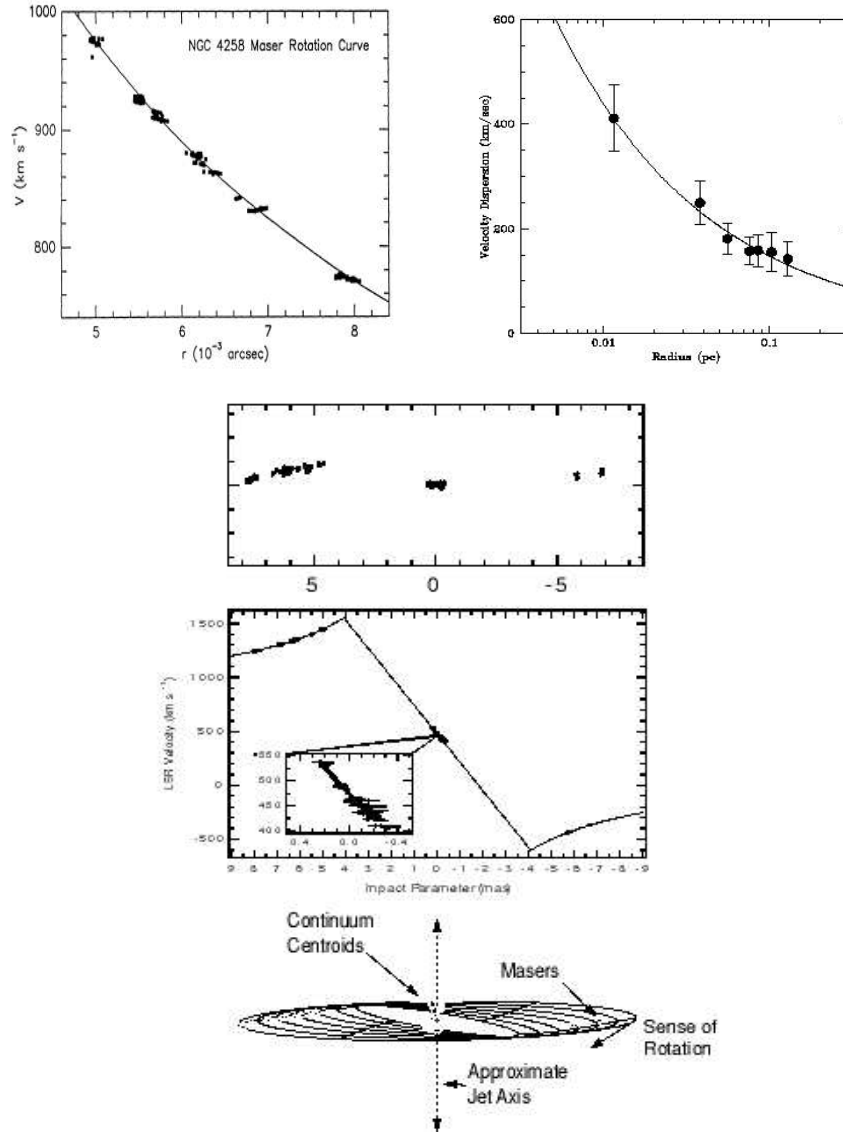 NGC 4258 Maser Rotation Curve
1000
900
800
V (km s⁻¹)
5 6 7 8
r (10⁻³ arcsec)
600
400
200
0
Velocity Dispersion (km/sec)
0.01 0.1
Radius (pc)
5 0 -5
1500
1000
500
0
-500
LSR Velocity (km s⁻¹)
0.0
9 8 7 6 5 4 3 2 1 0 -1 -2 -3 -4 -5 -6 -7 -8 -9
Impact Parameter (mas)
Continuum
Centroids
Masers
Sense of
Rotation
Approximate
Jet Axis